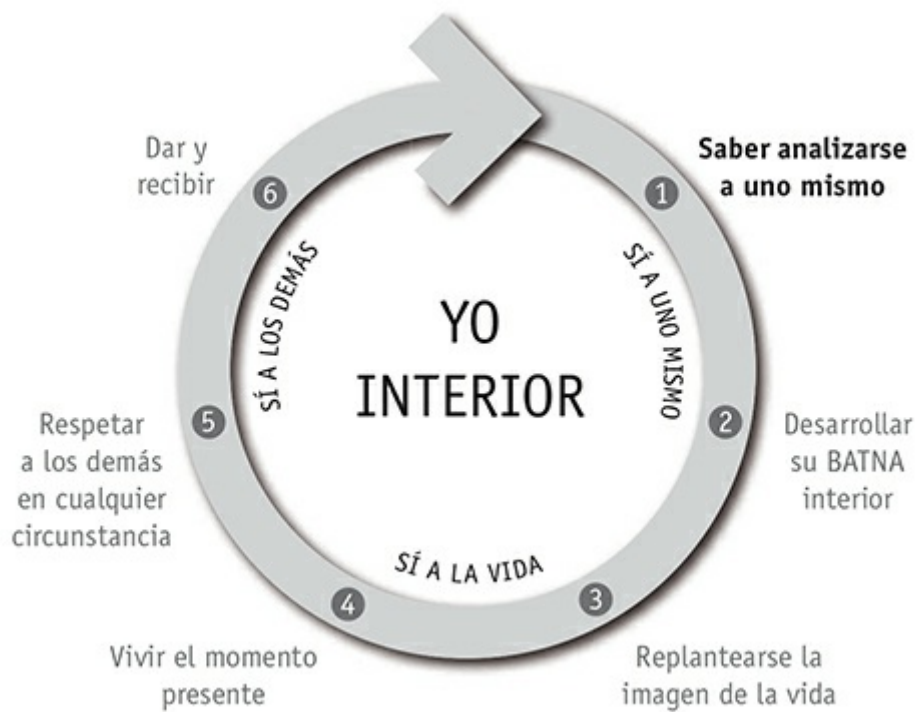 Saber analizarse
a uno mismo
1
SÍ A UNO MISMO
2
Desarrollar
su BATNA
interior
3
Replantearse la
imagen de la vida
SÍ A LA VIDA
4
Vivir el momento
presente
5
Respetar
a los demás
en cualquier
circunstancia
SÍ A LOS DEMÁS
6
Dar y
recibir
YO
INTERIOR